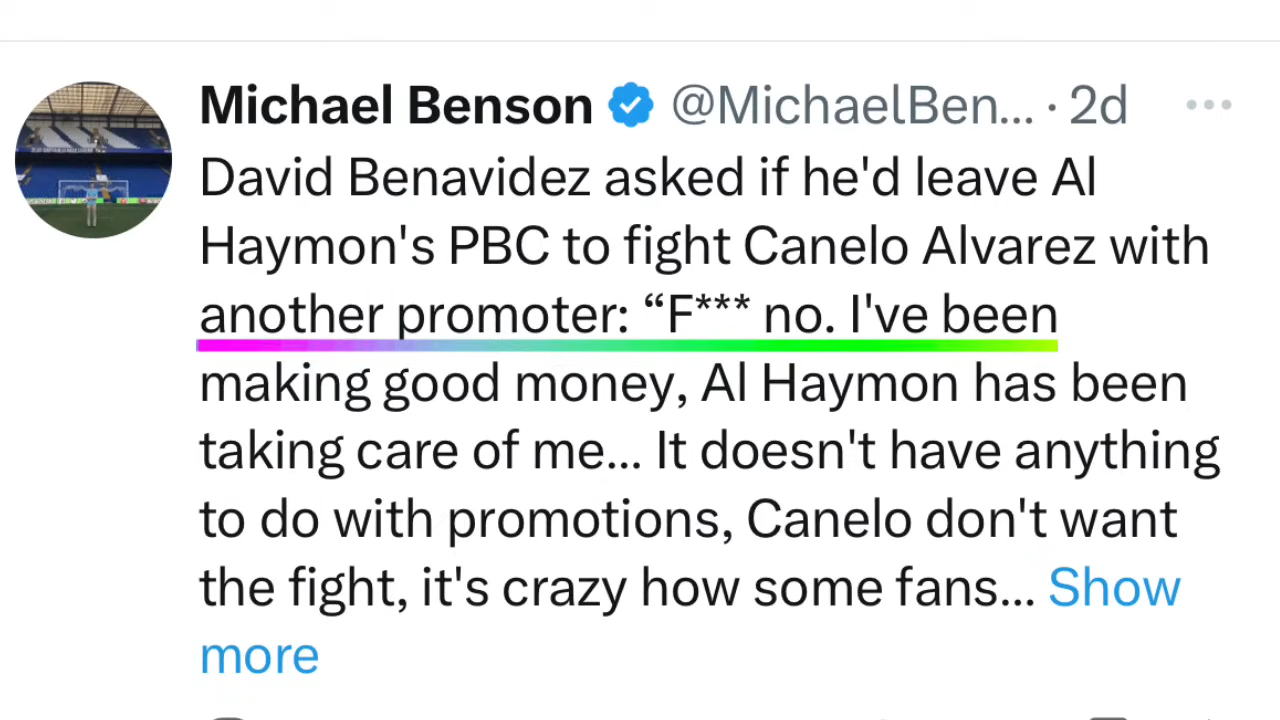 Michael Benson @MichaelBen... · 2d
David Benavidez asked if he'd leave Al
Haymon's PBC to fight Canelo Alvarez with
another promoter: “F*** no. I've been
making good money, Al Haymon has been
taking care of me... It doesn't have anything
to do with promotions, Canelo don't want
the fight, it's crazy how some fans... Show
more